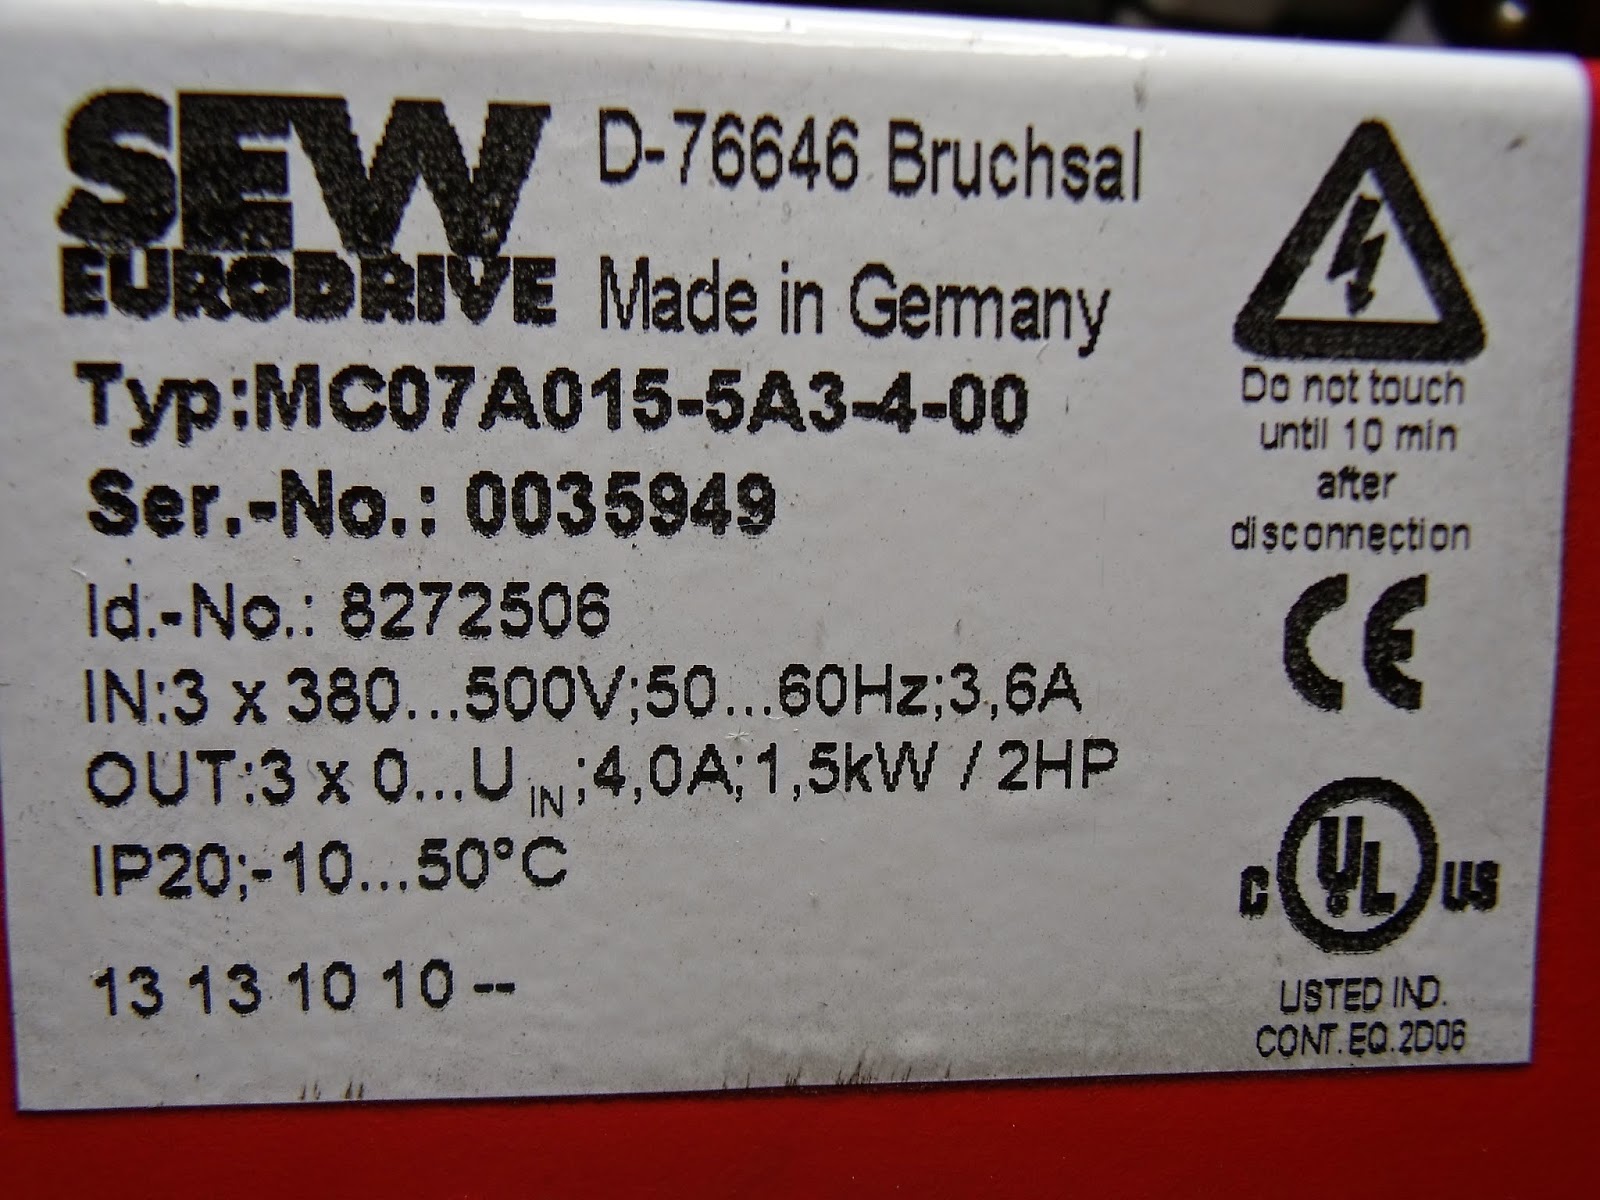 SEW
EURODRIVE
D-76646 Bruchsal
Made in Germany
Typ:MC07A015-5A3-4-00
Ser.-No.: 0035949
Id.-No.: 8272506
IN:3 x 380...500V;50...60Hz;3,6A
OUT:3 x 0...U IN;4,0A;1,5kW / 2HP
IP20;-10...50°C
13 13 10 10 --
Do not touch
until 10 min
after
disconnection
CE
C UL US
LISTED IND.
CONT.EQ.2D06